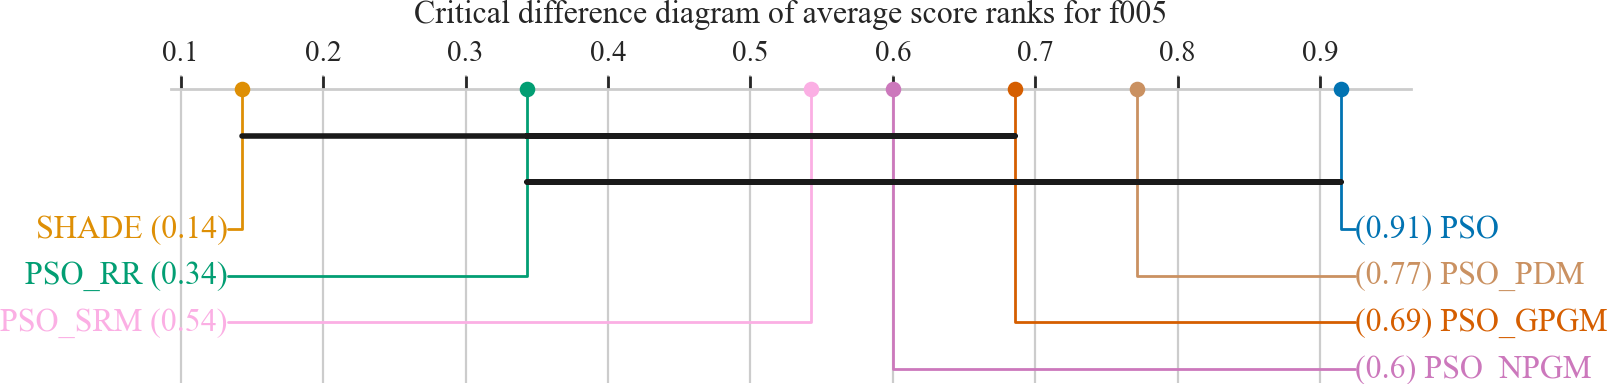 Critical difference diagram of average score ranks for f005
0.1 0.2 0.3 0.4 0.5 0.6 0.7 0.8 0.9
SHADE (0.14) (0.91) PSO
PSO_RR (0.34) (0.77) PSO_PDM
PSO_SRM (0.54) (0.69) PSO_GPGM
(0.6) PSO_NPGM